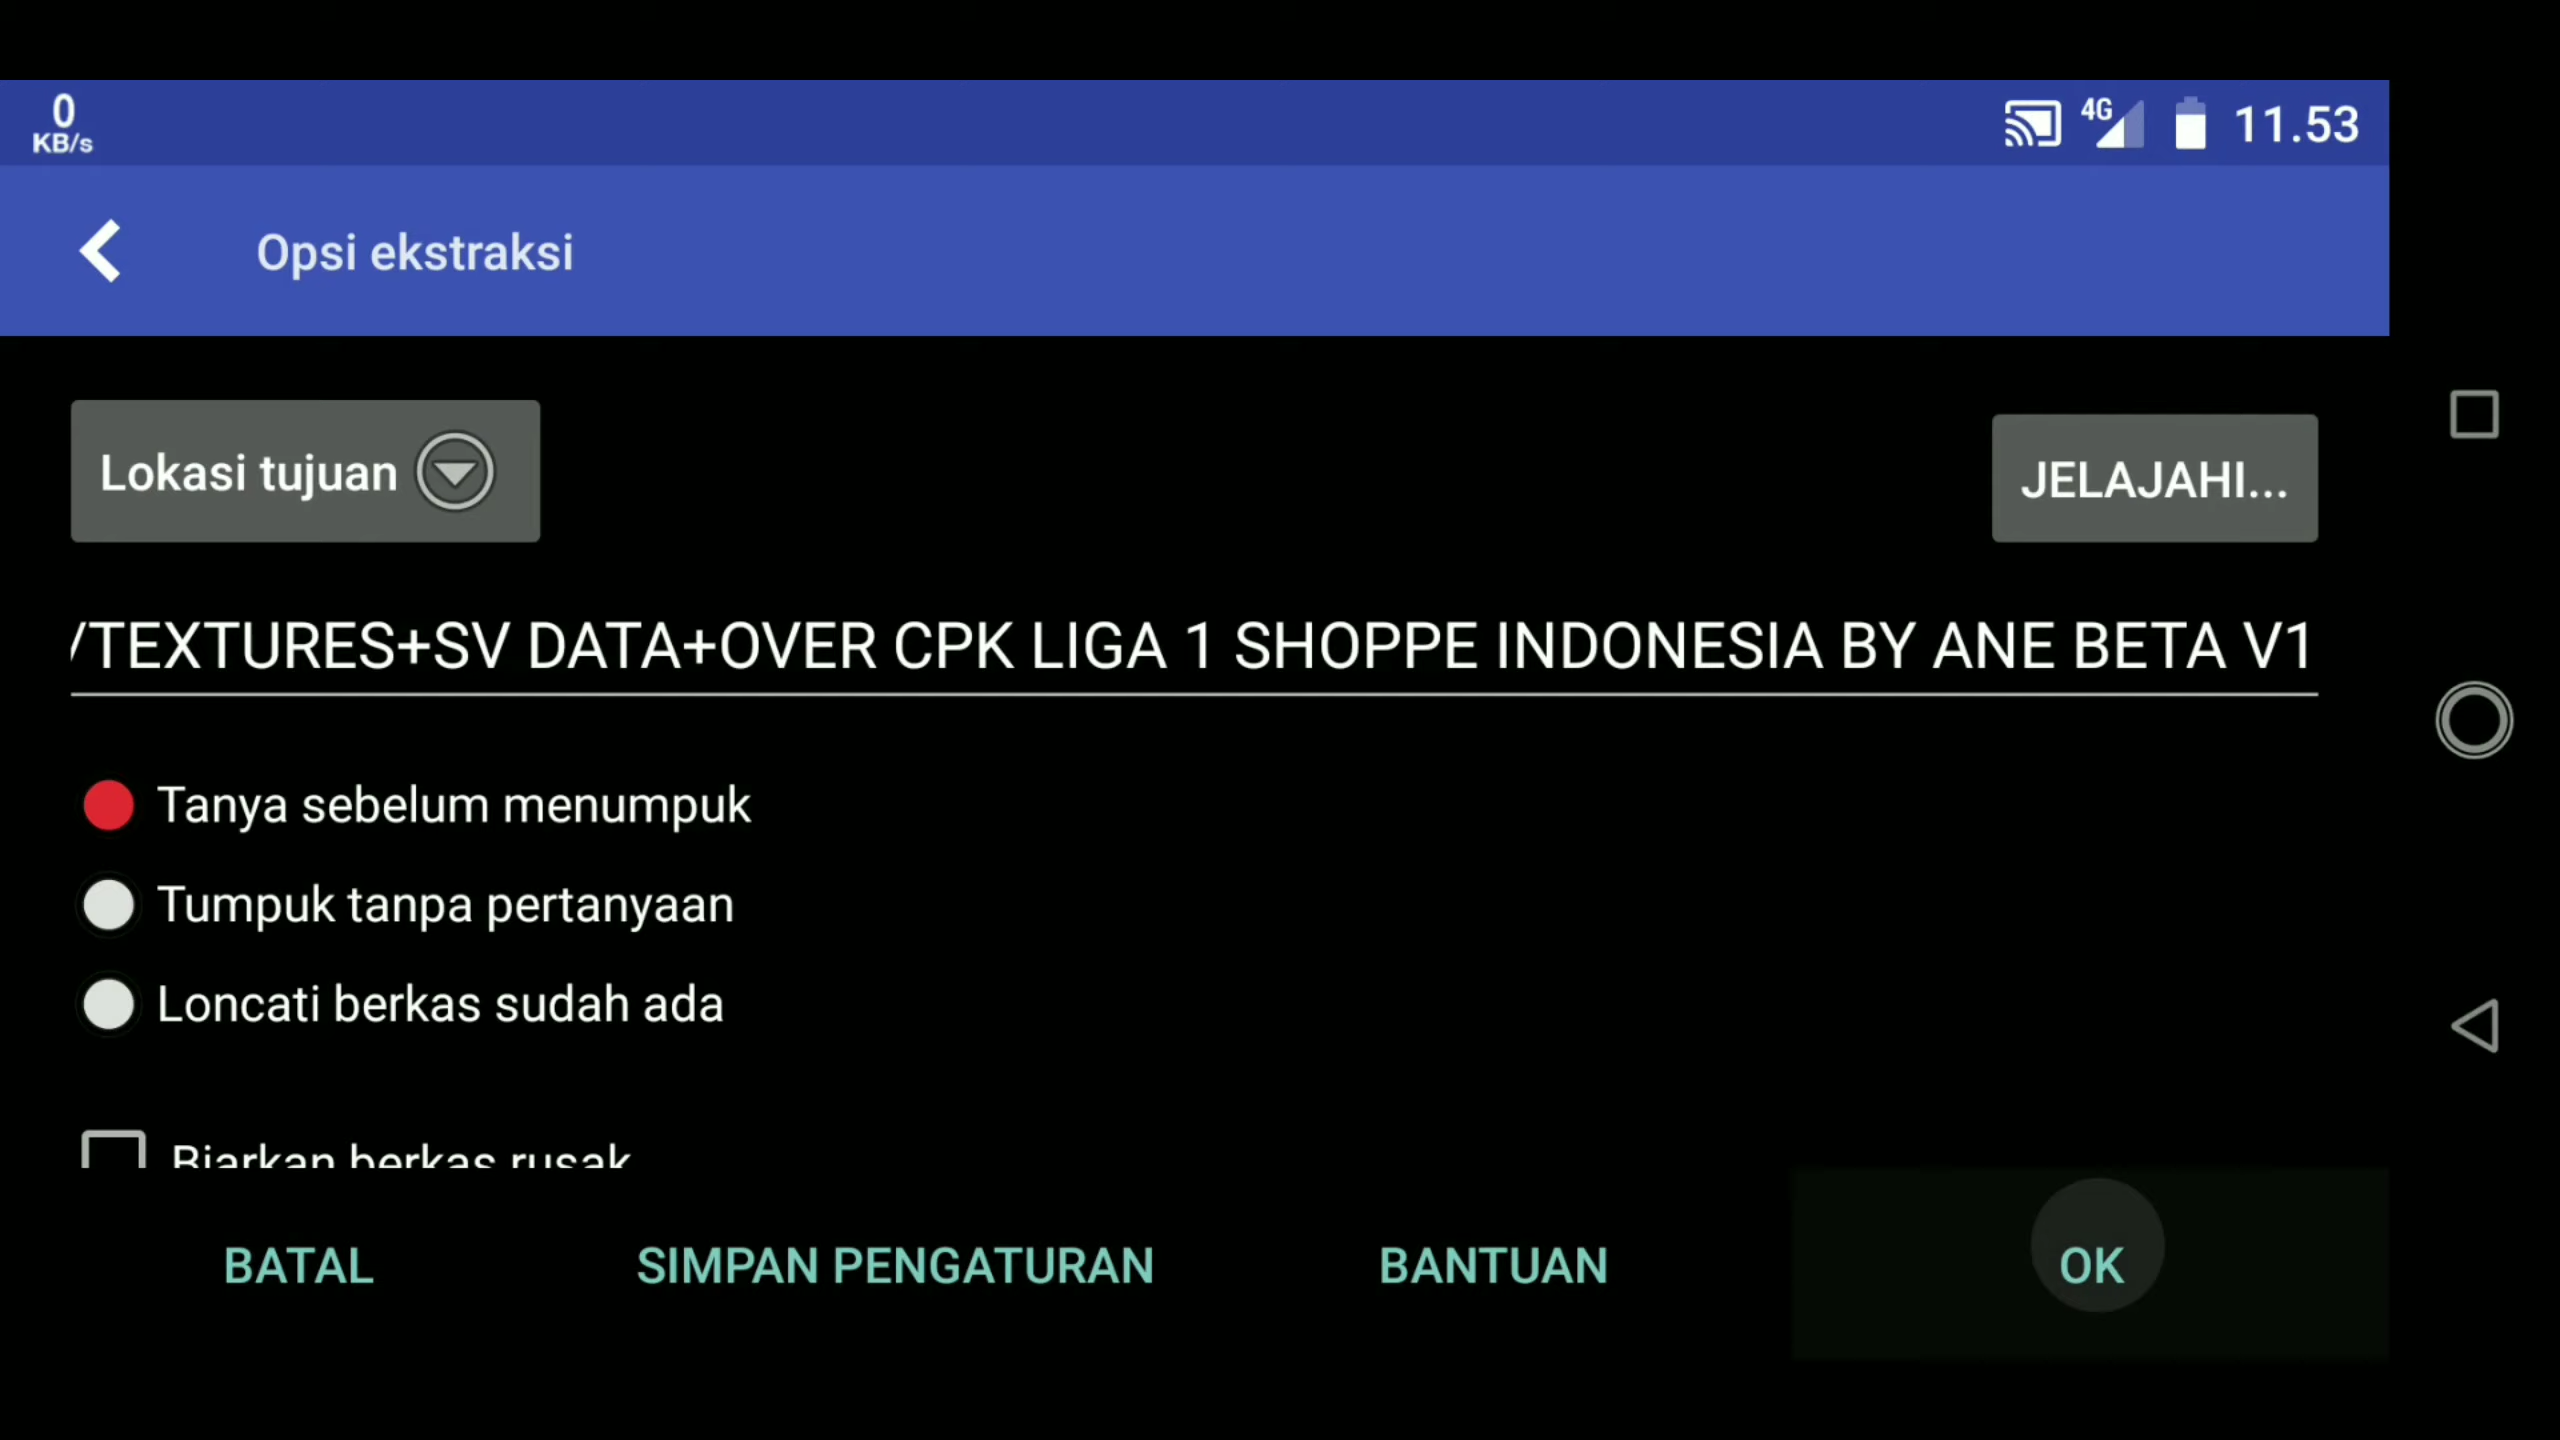 0
KB/s
4G
11.53
Opsi ekstraksi
Lokasi tujuan
JELAJAHI...
/TEXTURES+SV DATA+OVER CPK LIGA 1 SHOPPE INDONESIA BY ANE BETA V1
Tanya sebelum menumpuk
Tumpuk tanpa pertanyaan
Loncati berkas sudah ada
Biarkan berkas rusak
BATAL
SIMPAN PENGATURAN
BANTUAN
OK